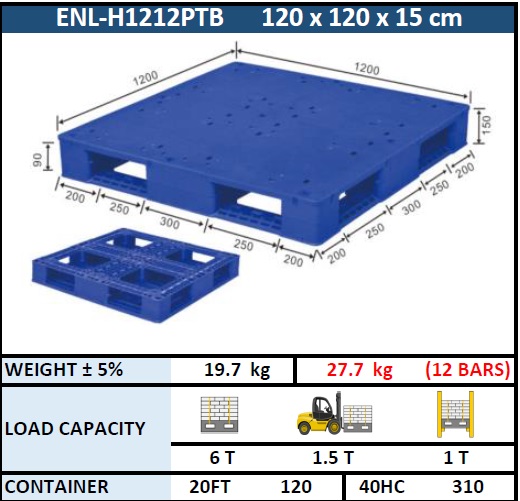 ENL-H1212PTB 120 x 120 x 15 cm
1200
1200
150
90
200
250
300
250
200
200
250
300
250
200
WEIGHT ± 5% 19.7 kg 27.7 kg (12 BARS)
LOAD CAPACITY
6 T 1.5 T 1 T
CONTAINER 20FT 120 40HC 310